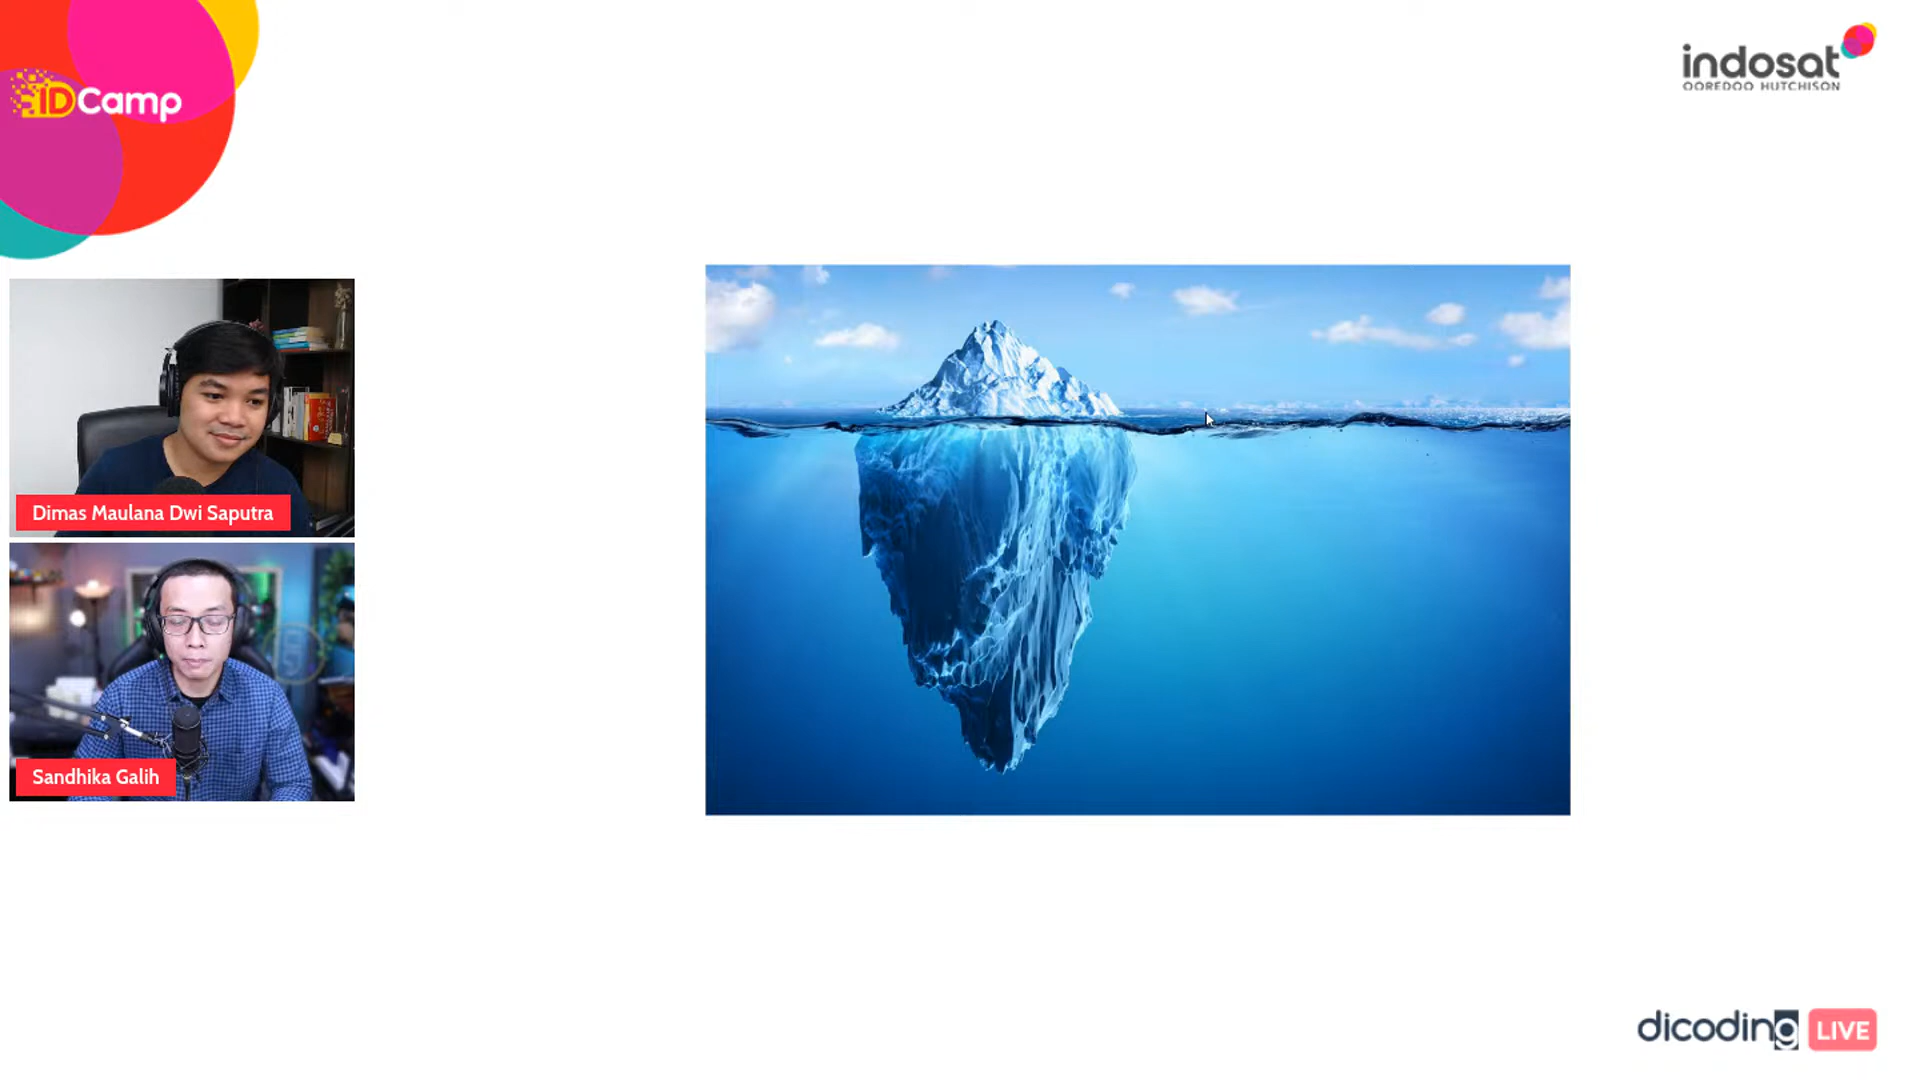 IDCamp
indosat
OOREDOO HUTCHISON
Dimas Maulana Dwi Saputra
Sandhika Galih
dicoding LIVE